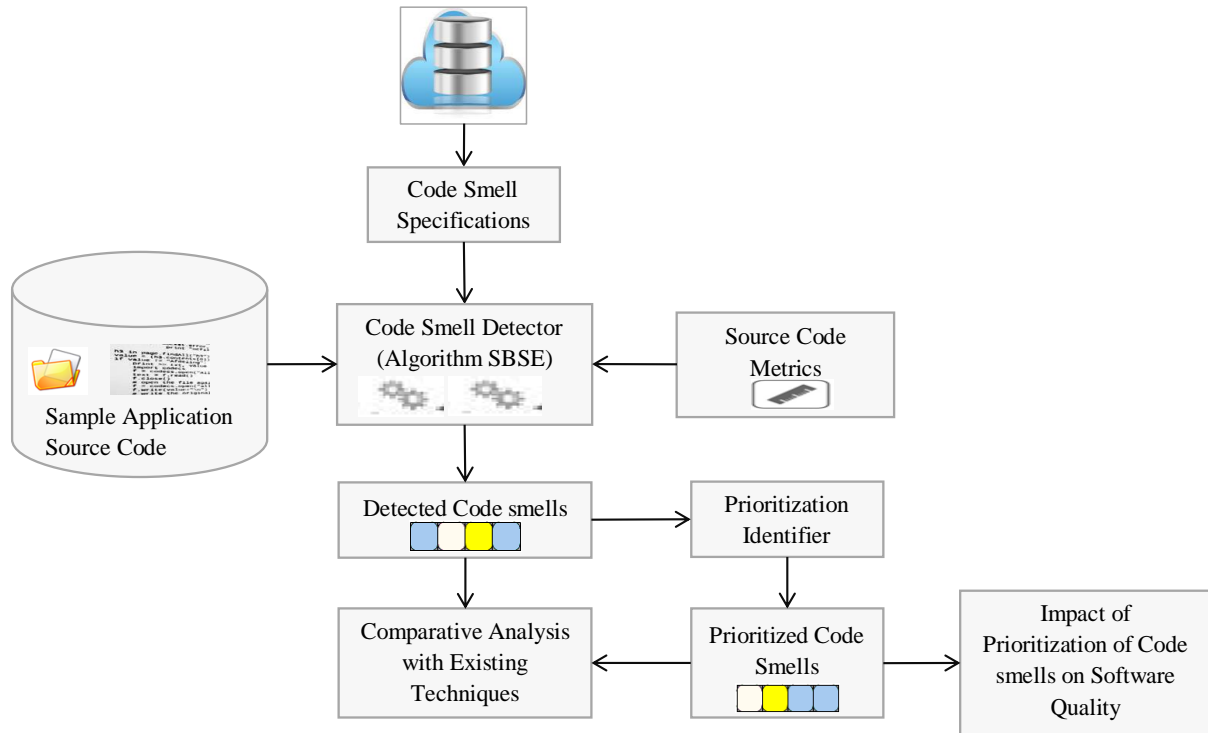 Code Smell
Specifications
Code Smell Detector
(Algorithm SBSE)
Source Code
Metrics
Sample Application
Source Code
Detected Code smells
Prioritization
Identifier
Comparative Analysis
with Existing
Techniques
Prioritized Code
Smells
Impact of
Prioritization of Code
smells on Software
Quality